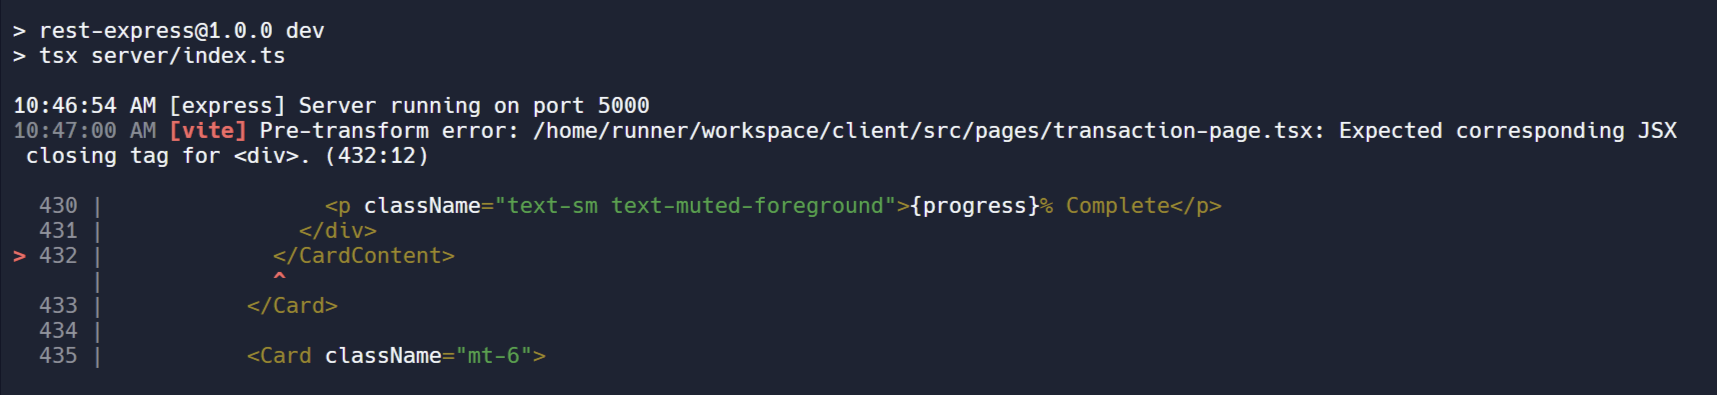 > rest-express@1.0.0 dev
> tsx server/index.ts
10:46:54 AM [express] Server running on port 5000
10:47:00 AM [vite] Pre-transform error: /home/runner/workspace/client/src/pages/transaction-page.tsx: Expected corresponding JSX
closing tag for <div>. (432:12)
430 | <p className="text-sm text-muted-foreground">{progress}% Complete</p>
431 | </div>
> 432 | </CardContent>
| ^
433 | </Card>
434 |
435 | <Card className="mt-6">